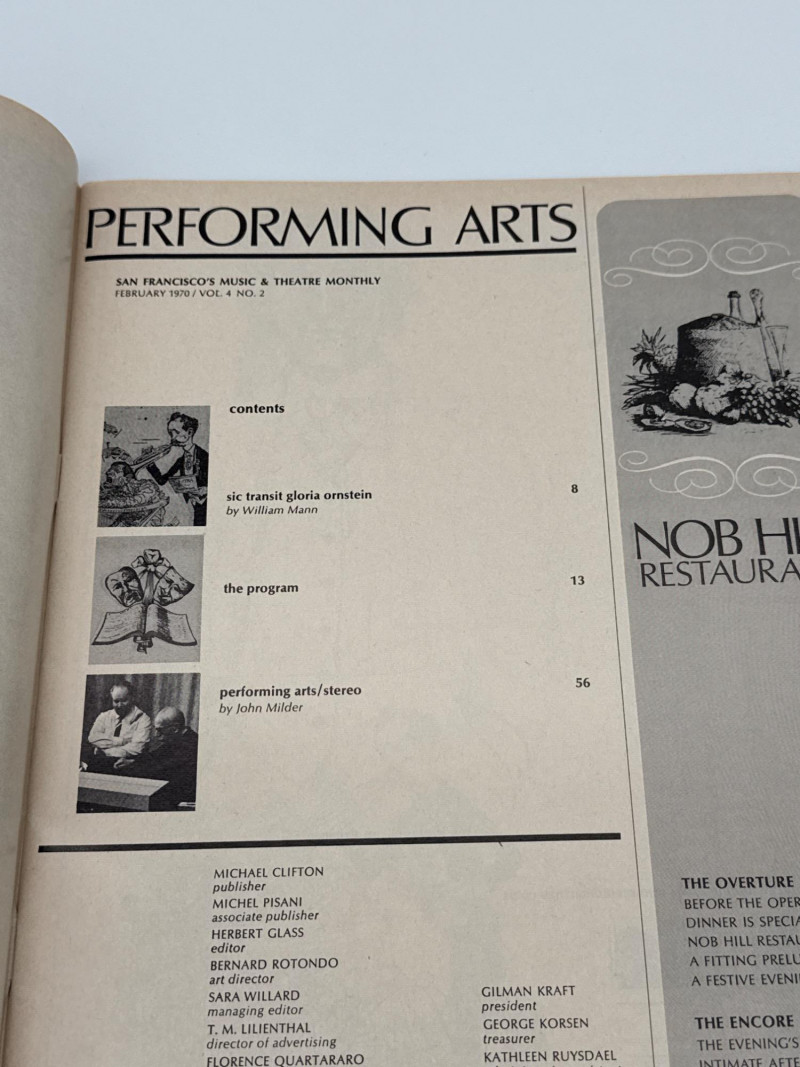 PERFORMING ARTS
SAN FRANCISCO'S MUSIC & THEATRE MONTHLY
FEBRUARY 1970 / VOL. 4 NO. 2
contents
sic transit gloria ornstein 8
by William Mann
the program 13
performing arts/stereo 56
by John Milder
MICHAEL CLIFTON
publisher
MICHEL PISANI
associate publisher
HERBERT GLASS
editor
BERNARD ROTONDO
art director
SARA WILLARD
managing editor
T. M. LILIENTHAL
director of advertising
FLORENCE QUARTARARO
GILMAN KRAFT
president
GEORGE KORSEN
treasurer
KATHLEEN RUYSDAEL
NOB HI
RESTAURA
THE OVERTURE
BEFORE THE OPER
DINNER IS SPECIA
NOB HILL RESTAU
A FITTING PRELU
A FESTIVE EVENI
THE ENCORE
THE EVENING'S
INTIMATE AFTE